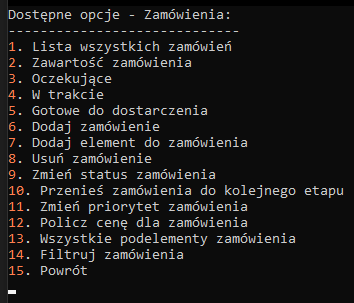 Dostępne opcje - Zamówienia:
-----------------------------
1. Lista wszystkich zamówień
2. Zawartość zamówienia
3. Oczekujące
4. W trakcie
5. Gotowe do dostarczenia
6. Dodaj zamówienie
7. Dodaj element do zamówienia
8. Usuń zamówienie
9. Zmień status zamówienia
10. Przenieś zamówienia do kolejnego etapu
11. Zmień priorytet zamówienia
12. Policz cenę dla zamówienia
13. Wszystkie podelementy zamówienia
14. Filtruj zamówienia
15. Powrót